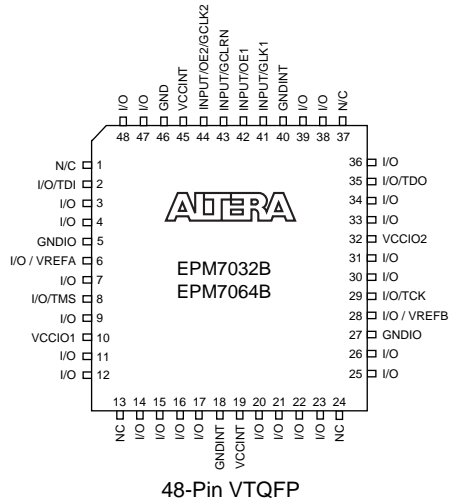 INPUT/OE2/GCLK2
INPUT/GCLRN
INPUT/OE1
INPUT/GLK1
I/O
I/O
GND
VCCINT
GNDINT
I/O
I/O
N/C
48 47 46 45 44 43 42 41 40 39 38 37
N/C 1
I/O/TDI 2
I/O 3
I/O 4
GNDIO 5
I/O / VREFA 6
I/O 7
I/O/TMS 8
I/O 9
VCCIO1 10
I/O 11
I/O 12
ALTERA
EPM7032B
EPM7064B
36 I/O
35 I/O/TDO
34 I/O
33 I/O
32 VCCIO2
31 I/O
30 I/O
29 I/O/TCK
28 I/O / VREFB
27 GNDIO
26 I/O
25 I/O
13 14 15 16 17 18 19 20 21 22 23 24
NC
I/O
I/O
I/O
I/O
GNDINT
VCCINT
I/O
I/O
I/O
I/O
NC
48-Pin VTQFP